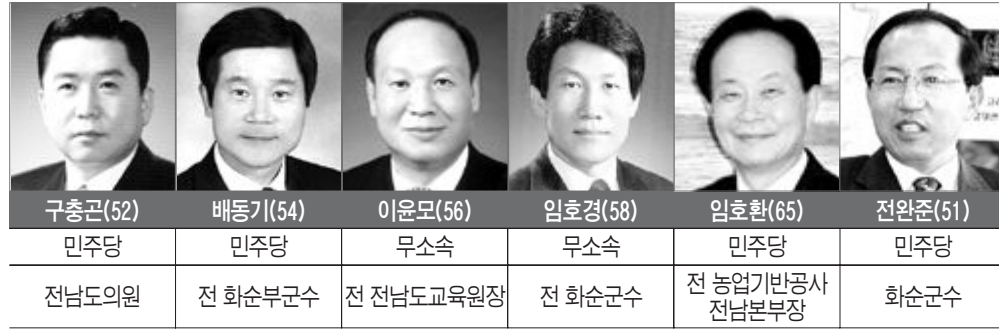 구충곤(52) 배동기(54) 이윤모(56) 임호경(58) 임호환(65) 전완준(51)
민주당 민주당 무소속 무소속 민주당 민주당
전남도의원 전 화순부군수 전 전남도교육원장 전 화순군수 전 농업기반공사 전남본부장 화순군수